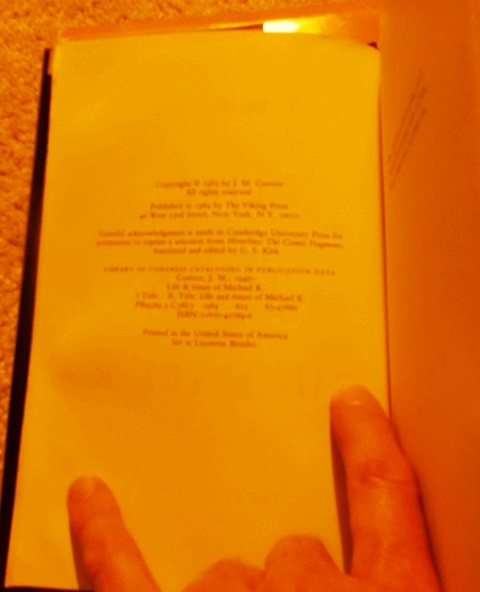 Copyright © 1983 by J. M. Coetzee
All rights reserved
Published in 1984 by The Viking Press
40 West 23rd Street, New York, N.Y. 10010
Grateful acknowledgment is made to Cambridge University Press for
permission to reprint a selection from Heraclitus: The Cosmic Fragments,
translated and edited by G. S. Kirk.
LIBRARY OF CONGRESS CATALOGING IN PUBLICATION DATA
Coetzee, J. M., 1940–
Life & times of Michael K.
I. Title. II. Title: Life and times of Michael K.
1984
ISBN
Printed in the United States of America
Set in Linotron Bembo